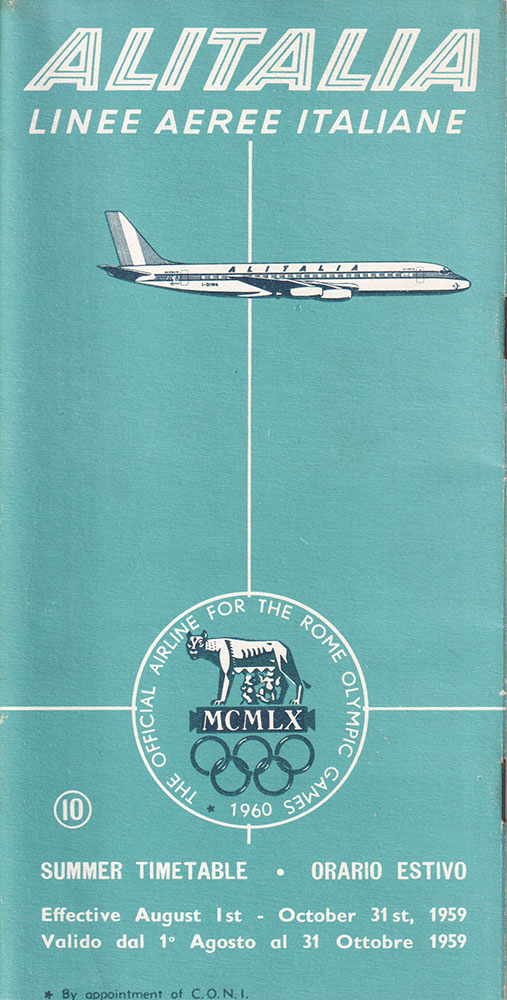 ALITALIA
LINEE AEREE ITALIANE
ALITALIA
I-DIWA
THE OFFICIAL AIRLINE FOR THE ROME OLYMPIC GAMES
MCMLX
* 1960
10
SUMMER TIMETABLE • ORARIO ESTIVO
Effective August 1st - October 31st, 1959
Valido dal 1° Agosto al 31 Ottobre 1959
* By appointment of C.O.N.I.